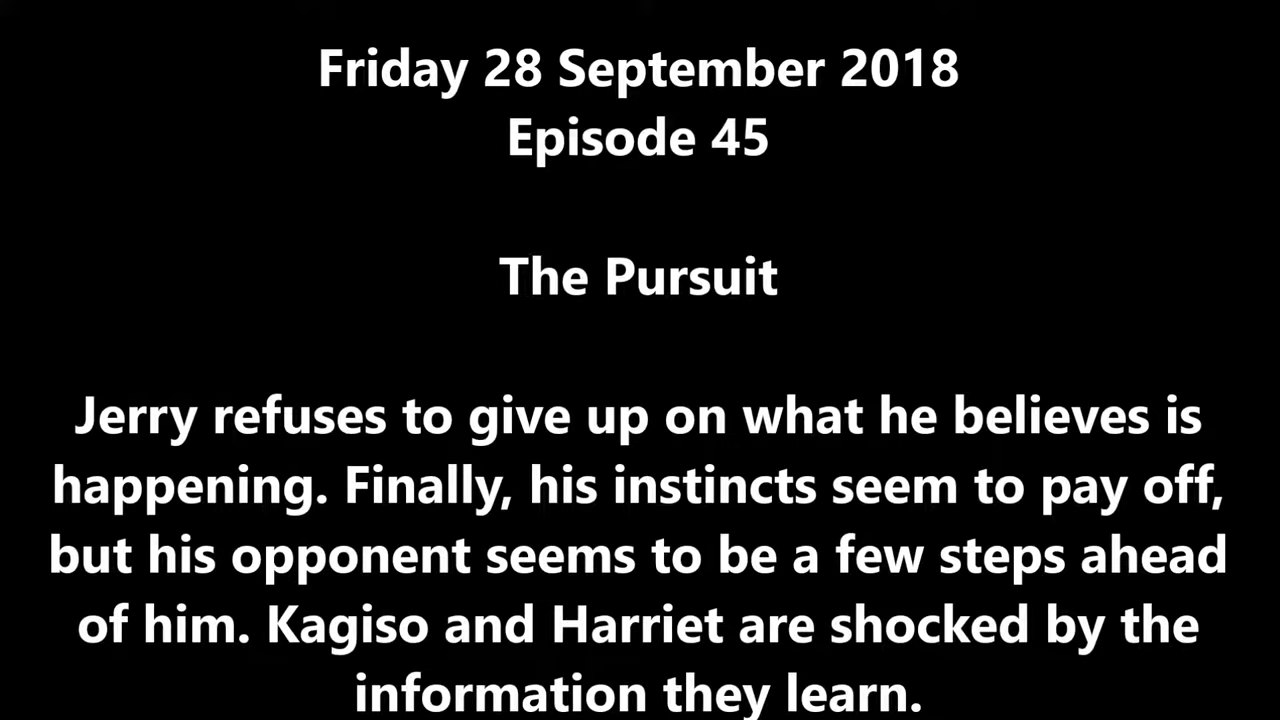 Friday 28 September 2018
Episode 45
The Pursuit
Jerry refuses to give up on what he believes is
happening. Finally, his instincts seem to pay off,
but his opponent seems to be a few steps ahead
of him. Kagiso and Harriet are shocked by the
information they learn.